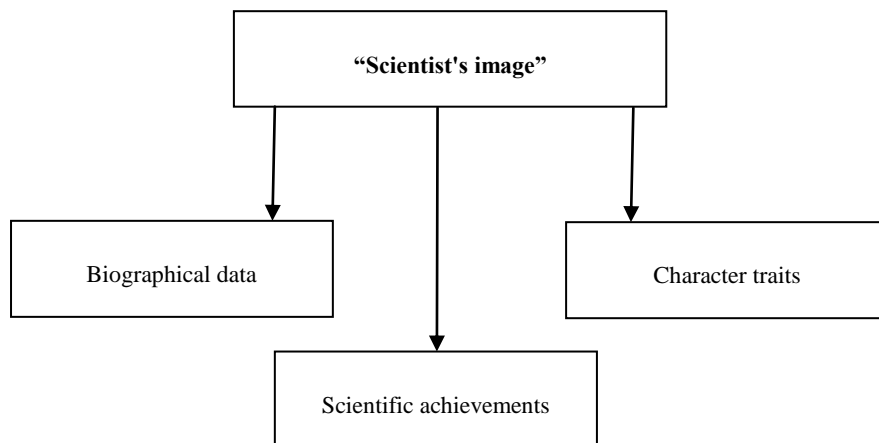 “Scientist's image”
Biographical data
Character traits
Scientific achievements